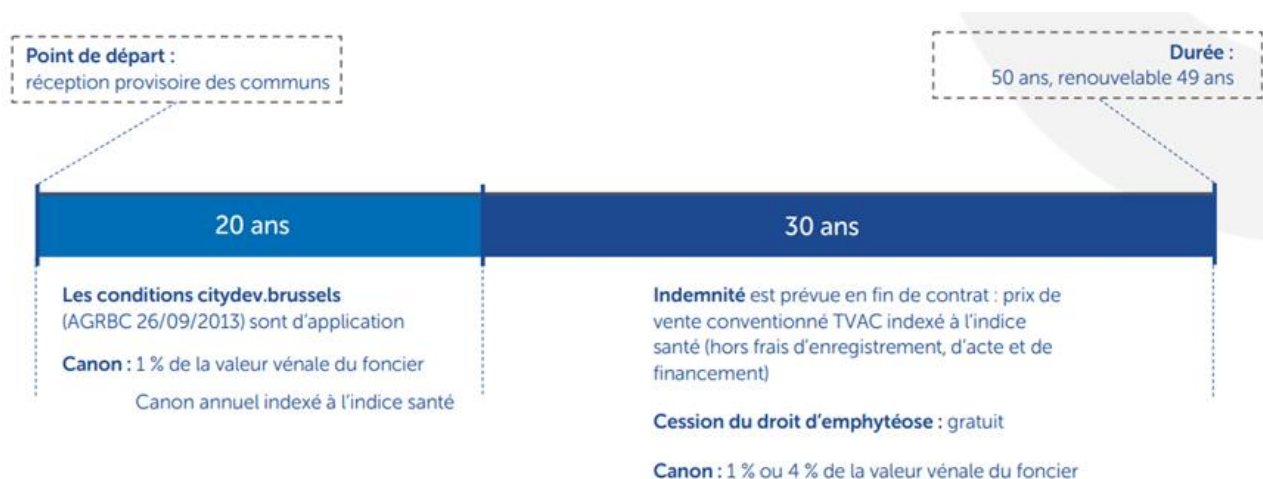 Point de départ :
réception provisoire des communs
Durée :
50 ans, renouvelable 49 ans
20 ans
30 ans
Les conditions citydev.brussels
(AGRBC 26/09/2013) sont d'application
Canon : 1 % de la valeur vénale du foncier
Canon annuel indexé à l'indice santé
Indemnité est prévue en fin de contrat : prix de
vente conventionné TVAC indexé à l'indice
santé (hors frais d'enregistrement, d'acte et de
financement)
Cession du droit d'emphytéose : gratuit
Canon : 1 % ou 4 % de la valeur vénale du foncier